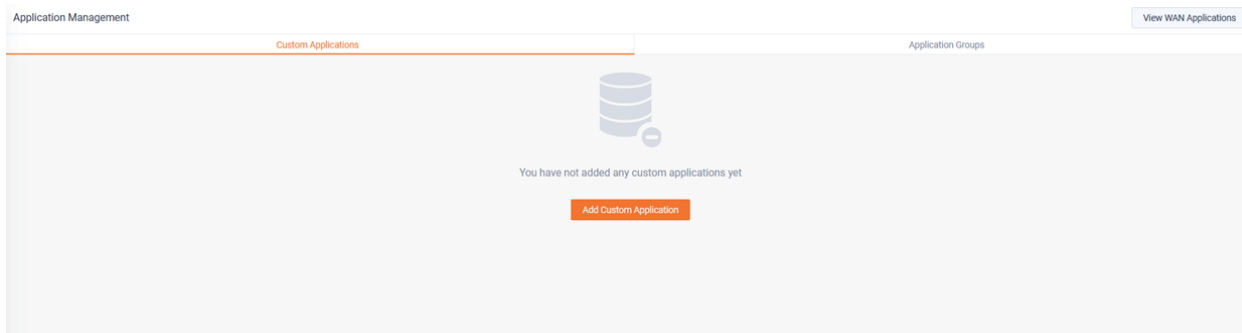 Application Management
View WAN Applications
Custom Applications
Application Groups
You have not added any custom applications yet
Add Custom Application